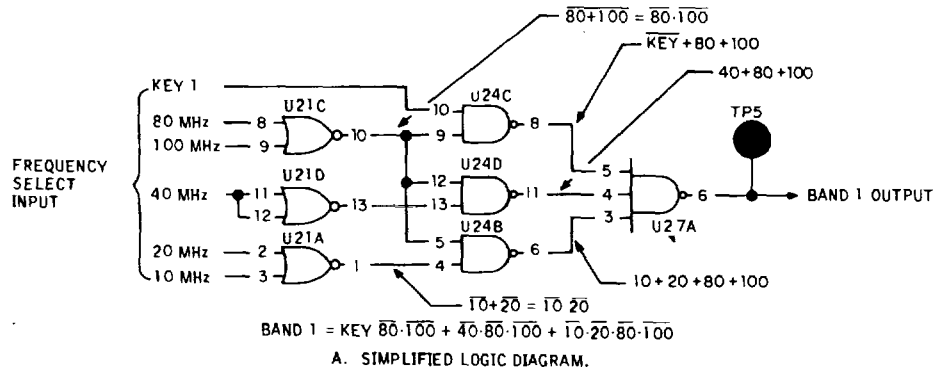 80+100 = 80·100
KEY+80+100
40+80+100
KEY 1
U21C
80 MHz 8
100 MHz 9
10
U24C
10
9
8
TP5
FREQUENCY
SELECT
INPUT
U21D
40 MHz 11
12
13
U24D
12
13
11
5
4
3
6
BAND 1 OUTPUT
U27A
U21A
20 MHz 2
10 MHz 3
1
U24B
5
4
6
10+20+80+100
10+20 = 10 20
BAND 1 = KEY 80·100 + 40·80·100 + 10·20·80·100
A. SIMPLIFIED LOGIC DIAGRAM.